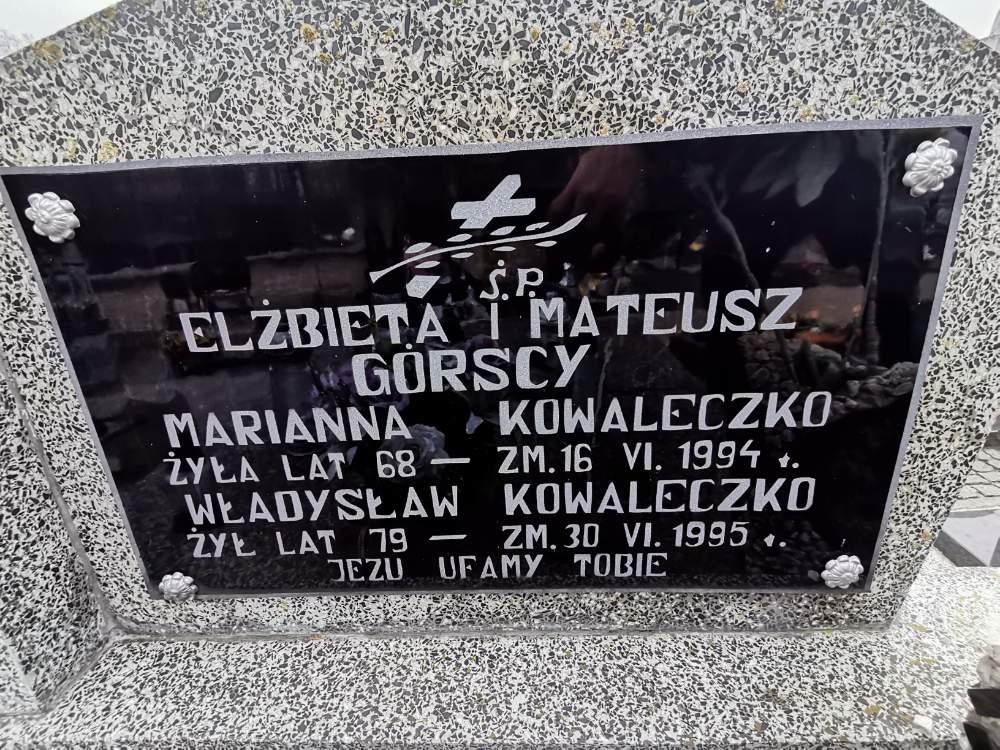 Ś.P.
ELŻBIETA I MATEUSZ
GÓRSCY
MARIANNA KOWALECZKO
ŻYŁA LAT 68 – ZM. 16 VI. 1994 .
WŁADYSŁAW KOWALECZKO
ŻYŁ LAT 79 – ZM. 30 VI. 1995 .
JEZU UFAMY TOBIE